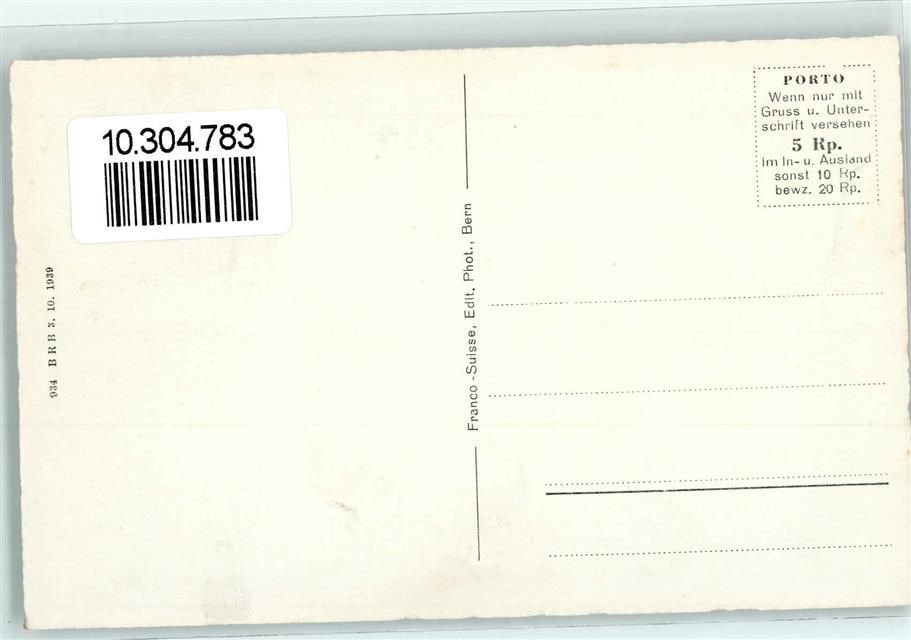 10.304.783
934 BRB 3. 10. 1939
Franco-Suisse, Edit. Phot., Bern
PORTO
Wenn nur mit
Gruss u. Unter-
schrift versehen
5 Rp.
im In- u. Ausland
sonst 10 Rp.
bewz. 20 Rp.